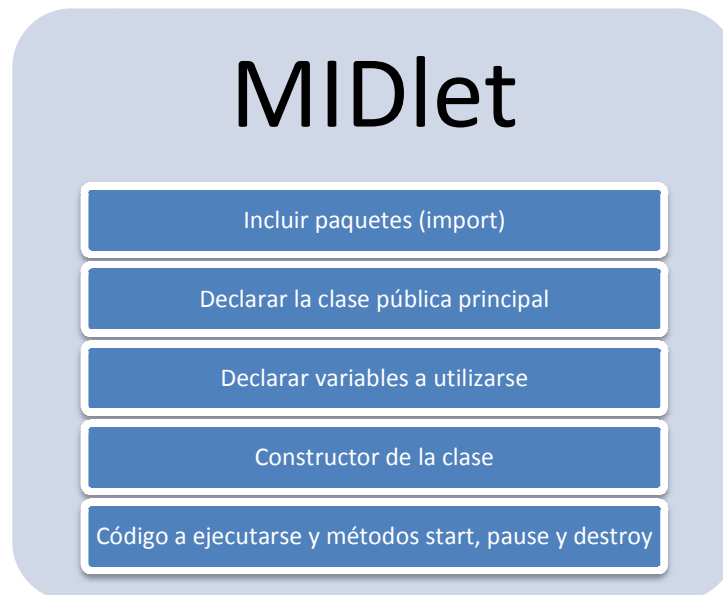 MIDlet
Incluir paquetes (import)
Declarar la clase pública principal
Declarar variables a utilizarse
Constructor de la clase
Código a ejecutarse y métodos start, pause y destroy